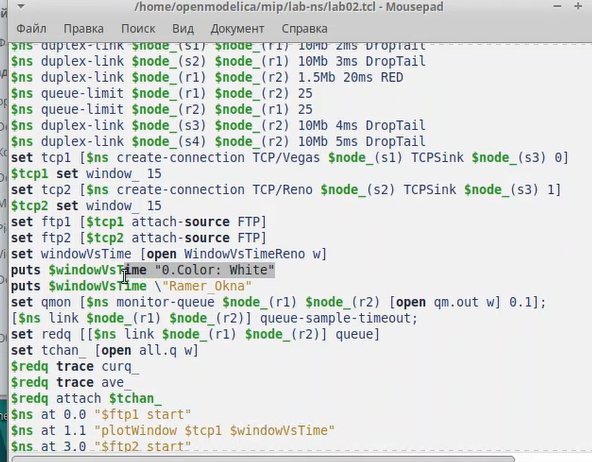 /home/openmodelica/mip/lab-ns/lab02.tcl - Mousepad
Файл Правка Поиск Вид Документ Справка
$ns duplex-link $node_(s1) $node_(r1) 10Mb 2ms DropTail
$ns duplex-link $node_(s2) $node_(r1) 10Mb 3ms DropTail
$ns duplex-link $node_(r1) $node_(r2) 1.5Mb 20ms RED
$ns queue-limit $node_(r1) $node_(r2) 25
$ns queue-limit $node_(r2) $node_(r1) 25
$ns duplex-link $node_(s3) $node_(r2) 10Mb 4ms DropTail
$ns duplex-link $node_(s4) $node_(r2) 10Mb 5ms DropTail
set tcp1 [$ns create-connection TCP/Vegas $node_(s1) TCPSink $node_(s3) 0]
$tcp1 set window_ 15
set tcp2 [$ns create-connection TCP/Reno $node_(s2) TCPSink $node_(s3) 1]
$tcp2 set window_ 15
set ftp1 [$tcp1 attach-source FTP]
set ftp2 [$tcp2 attach-source FTP]
set windowVsTime [open WindowVsTimeReno w]
puts $windowVsTime "0.Color: White"
puts $windowVsTime \"Ramer_Okna"
set qmon [$ns monitor-queue $node_(r1) $node_(r2) [open qm.out w] 0.1];
[$ns link $node_(r1) $node_(r2)] queue-sample-timeout;
set redq [[$ns link $node_(r1) $node_(r2)] queue]
set tchan_ [open all.q w]
$redq trace curq_
$redq trace ave_
$redq attach $tchan_
$ns at 0.0 "$ftp1 start"
$ns at 1.1 "plotWindow $tcp1 $windowVsTime"
$ns at 3.0 "$ftp2 start"